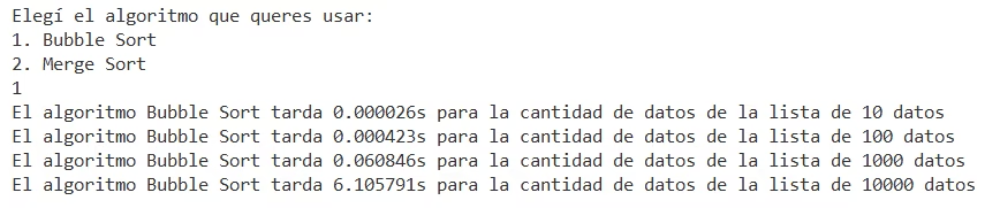 Elegí el algoritmo que queres usar:
1. Bubble Sort
2. Merge Sort
1
El algoritmo Bubble Sort tarda 0.000026s para la cantidad de datos de la lista de 10 datos
El algoritmo Bubble Sort tarda 0.000423s para la cantidad de datos de la lista de 100 datos
El algoritmo Bubble Sort tarda 0.060846s para la cantidad de datos de la lista de 1000 datos
El algoritmo Bubble Sort tarda 6.105791s para la cantidad de datos de la lista de 10000 datos